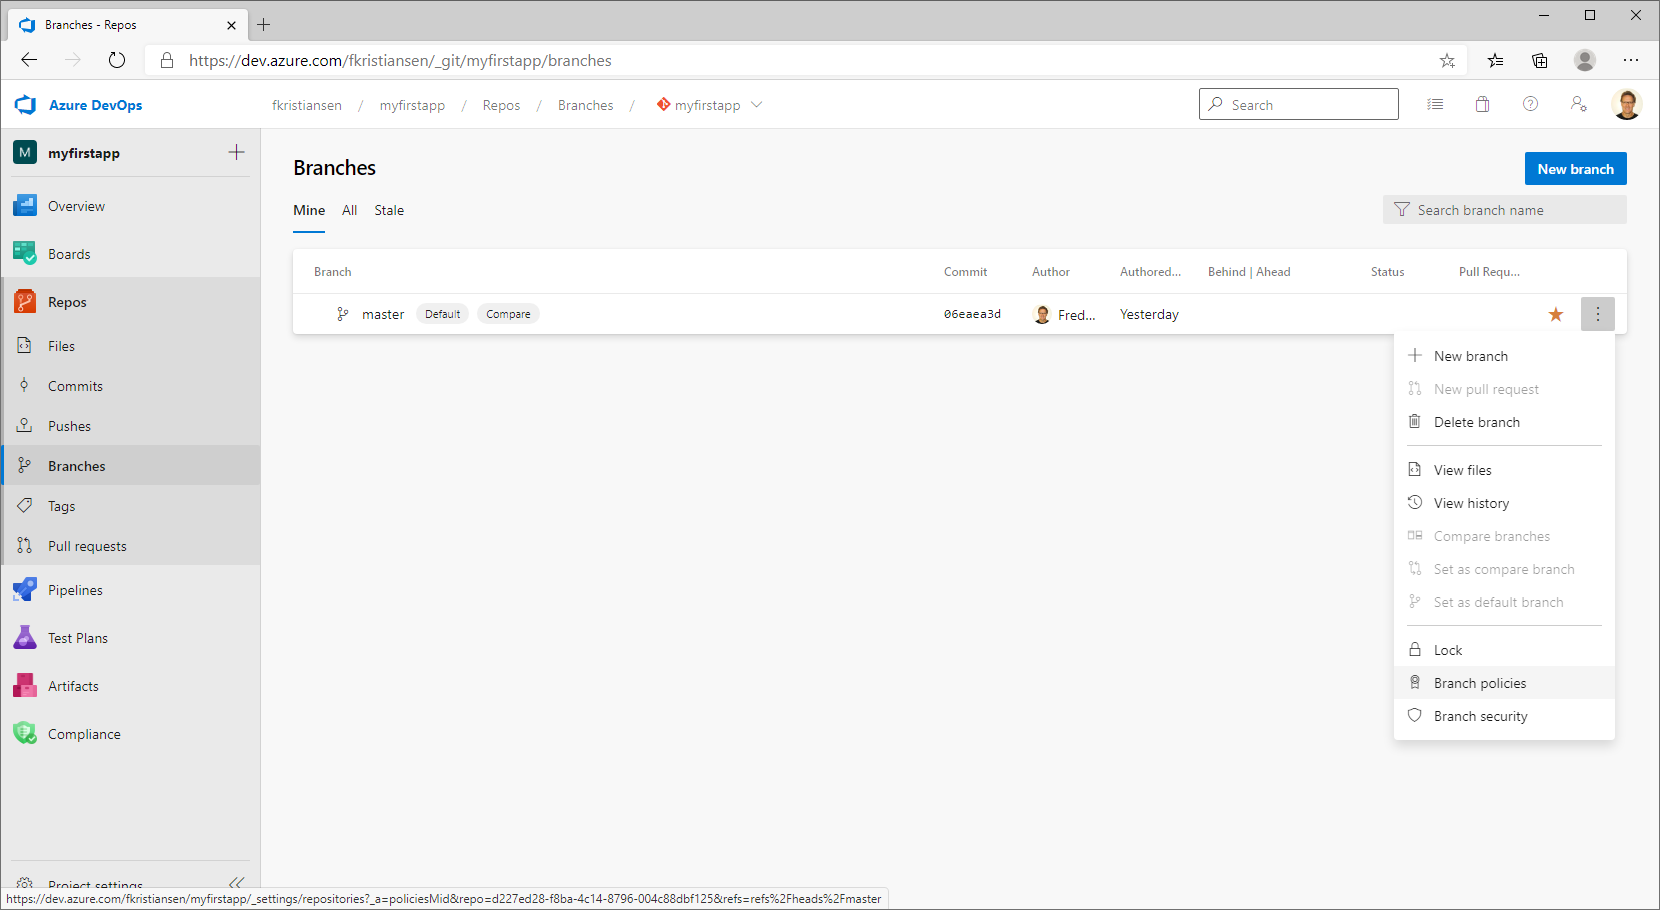 Branches - Repos
https://dev.azure.com/fkristiansen/_git/myfirstapp/branches
Azure DevOps
fkristiansen / myfirstapp / Repos / Branches / myfirstapp
Search
M myfirstapp
Overview
Boards
Repos
Files
Commits
Pushes
Branches
Tags
Pull requests
Pipelines
Test Plans
Artifacts
Compliance
Project settings
Branches
New branch
Mine All Stale
Search branch name
Branch Commit Author Authored... Behind | Ahead Status Pull Requ...
master Default Compare 06eaea3d Fred... Yesterday
New branch
New pull request
Delete branch
View files
View history
Compare branches
Set as compare branch
Set as default branch
Lock
Branch policies
Branch security
https://dev.azure.com/fkristiansen/myfirstapp/_settings/repositories?_a=policiesMid&repo=d227ed28-f8ba-4c14-8796-004c88dbf125&refs=refs%2Fheads%2Fmaster